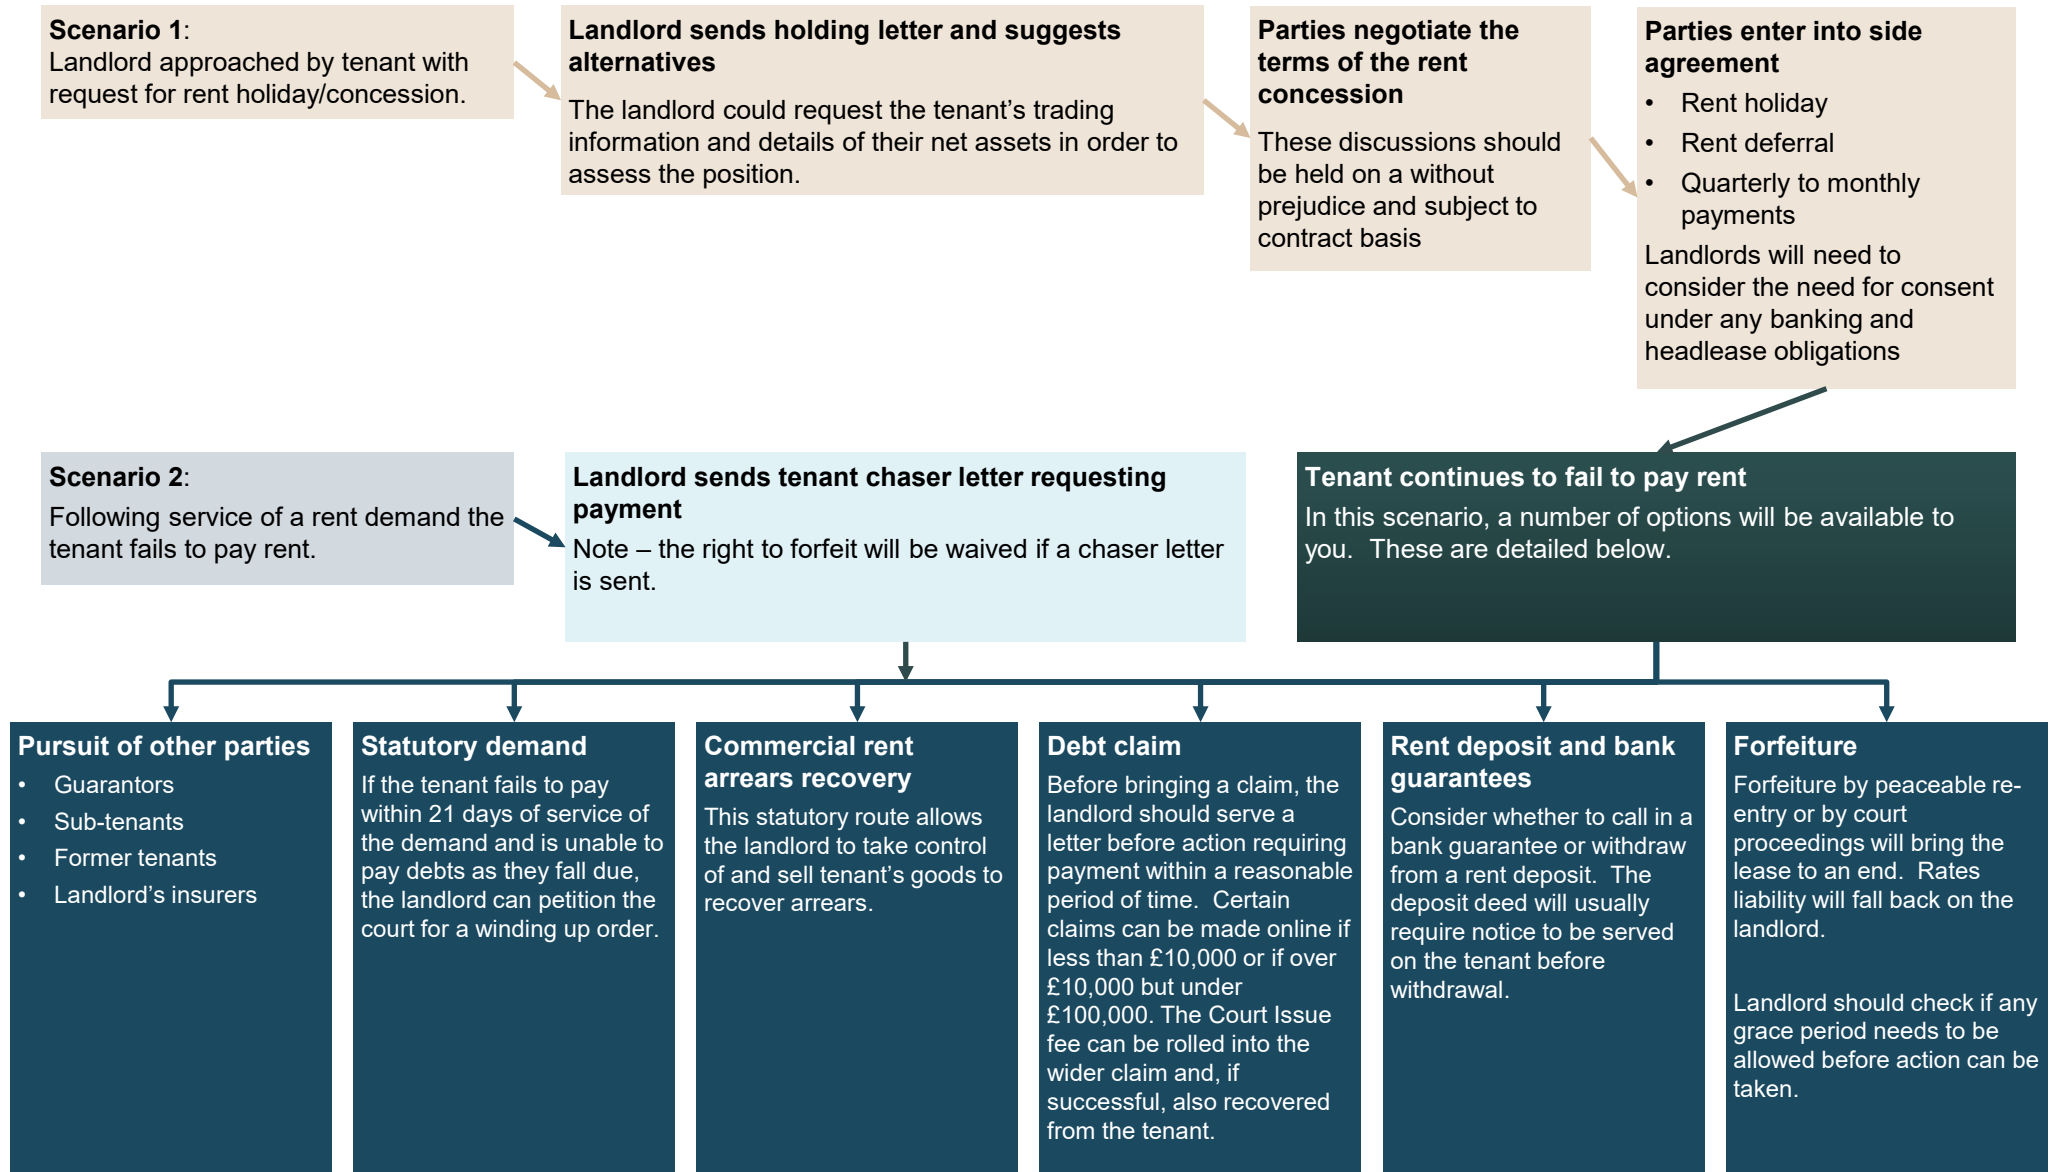 Scenario 1:
Landlord approached by tenant with
request for rent holiday/concession.
Landlord sends holding letter and suggests
alternatives
The landlord could request the tenant’s trading
information and details of their net assets in order to
assess the position.
Parties negotiate the
terms of the rent
concession
These discussions should
be held on a without
prejudice and subject to
contract basis
Parties enter into side
agreement
• Rent holiday
• Rent deferral
• Quarterly to monthly
payments
Landlords will need to
consider the need for consent
under any banking and
headlease obligations
Scenario 2:
Following service of a rent demand the
tenant fails to pay rent.
Landlord sends tenant chaser letter requesting
payment
Note – the right to forfeit will be waived if a chaser letter
is sent.
Tenant continues to fail to pay rent
In this scenario, a number of options will be available to
you.  These are detailed below.
Pursuit of other parties
• Guarantors
• Sub-tenants
• Former tenants
• Landlord’s insurers
Statutory demand
If the tenant fails to pay
within 21 days of service of
the demand and is unable to
pay debts as they fall due,
the landlord can petition the
court for a winding up order.
Commercial rent
arrears recovery
This statutory route allows
the landlord to take control
of and sell tenant’s goods to
recover arrears.
Debt claim
Before bringing a claim, the
landlord should serve a
letter before action requiring
payment within a reasonable
period of time.  Certain
claims can be made online if
less than £10,000 or if over
£10,000 but under
£100,000. The Court Issue
fee can be rolled into the
wider claim and, if
successful, also recovered
from the tenant.
Rent deposit and bank
guarantees
Consider whether to call in a
bank guarantee or withdraw
from a rent deposit.  The
deposit deed will usually
require notice to be served
on the tenant before
withdrawal.
Forfeiture
Forfeiture by peaceable re-
entry or by court
proceedings will bring the
lease to an end.  Rates
liability will fall back on the
landlord.
Landlord should check if any
grace period needs to be
allowed before action can be
taken.